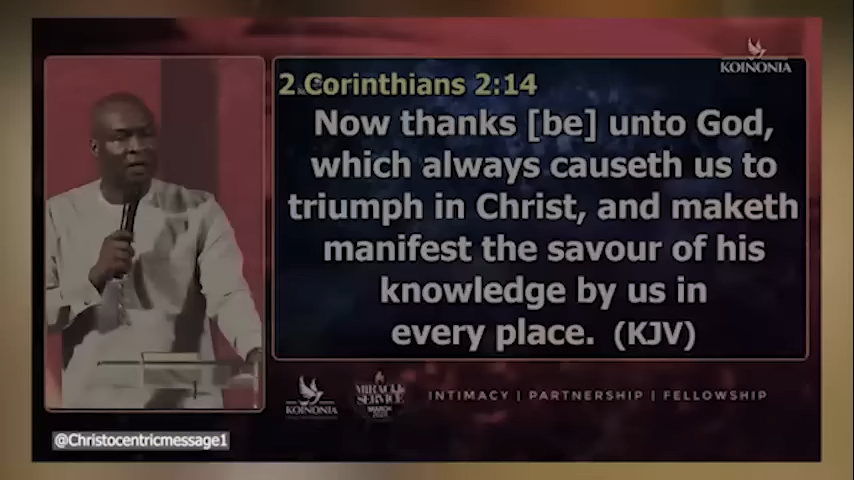 KOINONIA
2 Corinthians 2:14
Now thanks [be] unto God,
which always causeth us to
triumph in Christ, and maketh
manifest the savour of his
knowledge by us in
every place. (KJV)
KOINONIA
MIRACLE
SERVICE
MARCH
INTIMACY | PARTNERSHIP | FELLOWSHIP
@Christocentricmessage1